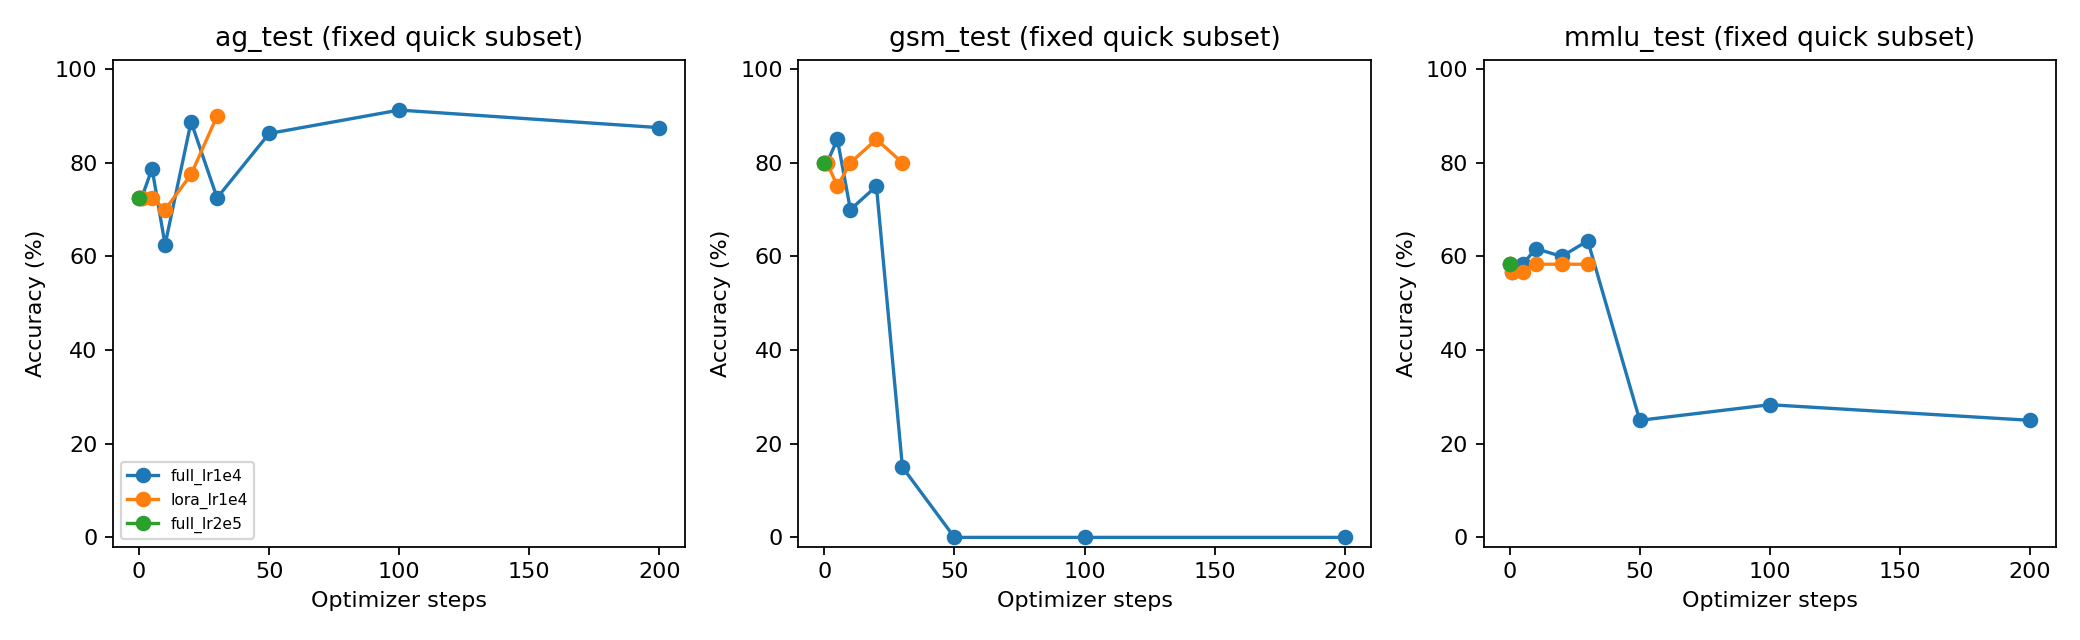 ag_test (fixed quick subset)
Accuracy (%)
100
80
60
40
20
0
full_lr1e4
lora_lr1e4
full_lr2e5
0 50 100 150 200
Optimizer steps
gsm_test (fixed quick subset)
Accuracy (%)
100
80
60
40
20
0
0 50 100 150 200
Optimizer steps
mmlu_test (fixed quick subset)
Accuracy (%)
100
80
60
40
20
0
0 50 100 150 200
Optimizer steps